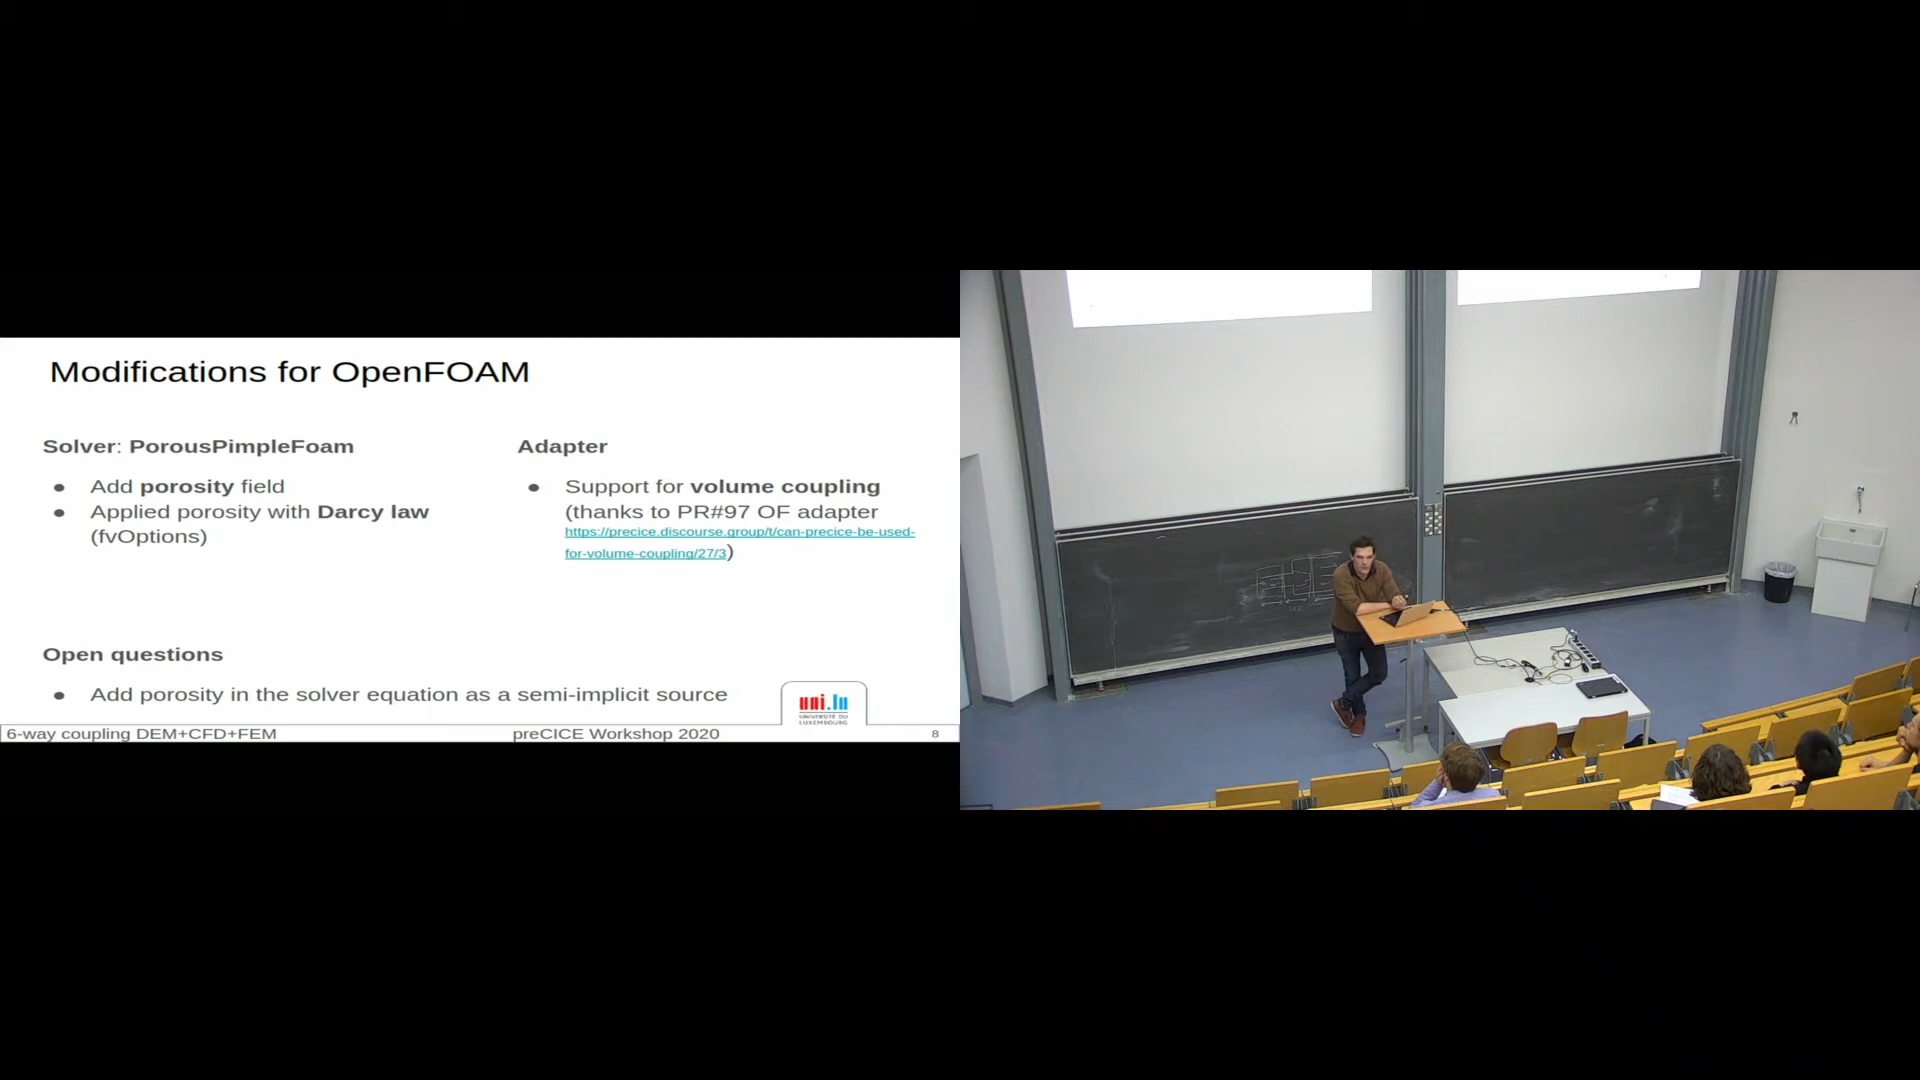 Modifications for OpenFOAM
Solver: PorousPimpleFoam
● Add porosity field
● Applied porosity with Darcy law
(fvOptions)
Adapter
● Support for volume coupling
(thanks to PR#97 OF adapter
https://precice.discourse.group/t/can-precice-be-used-
for-volume-coupling/27/3)
Open questions
● Add porosity in the solver equation as a semi-implicit source
uni.lu
UNIVERSITÉ DU
LUXEMBOURG
6-way coupling DEM+CFD+FEM
preCICE Workshop 2020
8